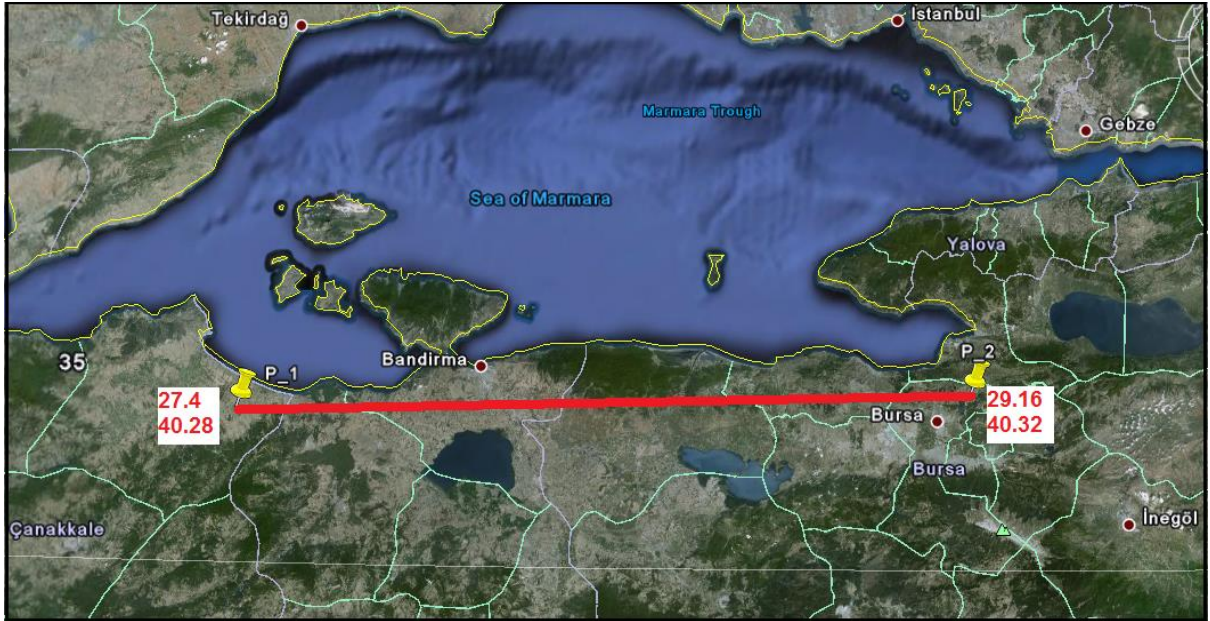 Tekirdağ
Istanbul
Marmara Trough
Gebze
Sea of Marmara
Yalova
35
Bandirma
P_1
P_2
27.4
40.28
29.16
40.32
Bursa
Bursa
Çanakkale
İnegöl